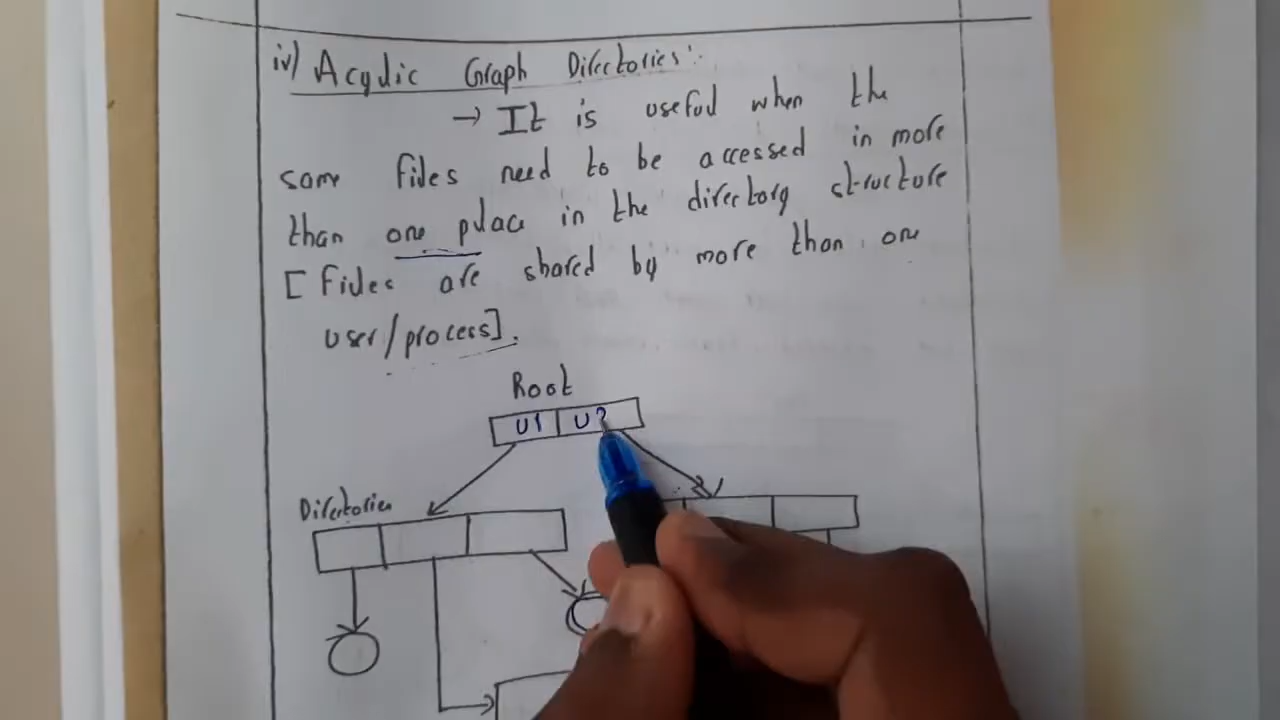 iv) Acyclic Graph Directories:
→ It is useful when the
same files need to be accessed in more
than one place in the directory structure
[Files are shared by more than one
user/process].
Root
U1 U2
Directories